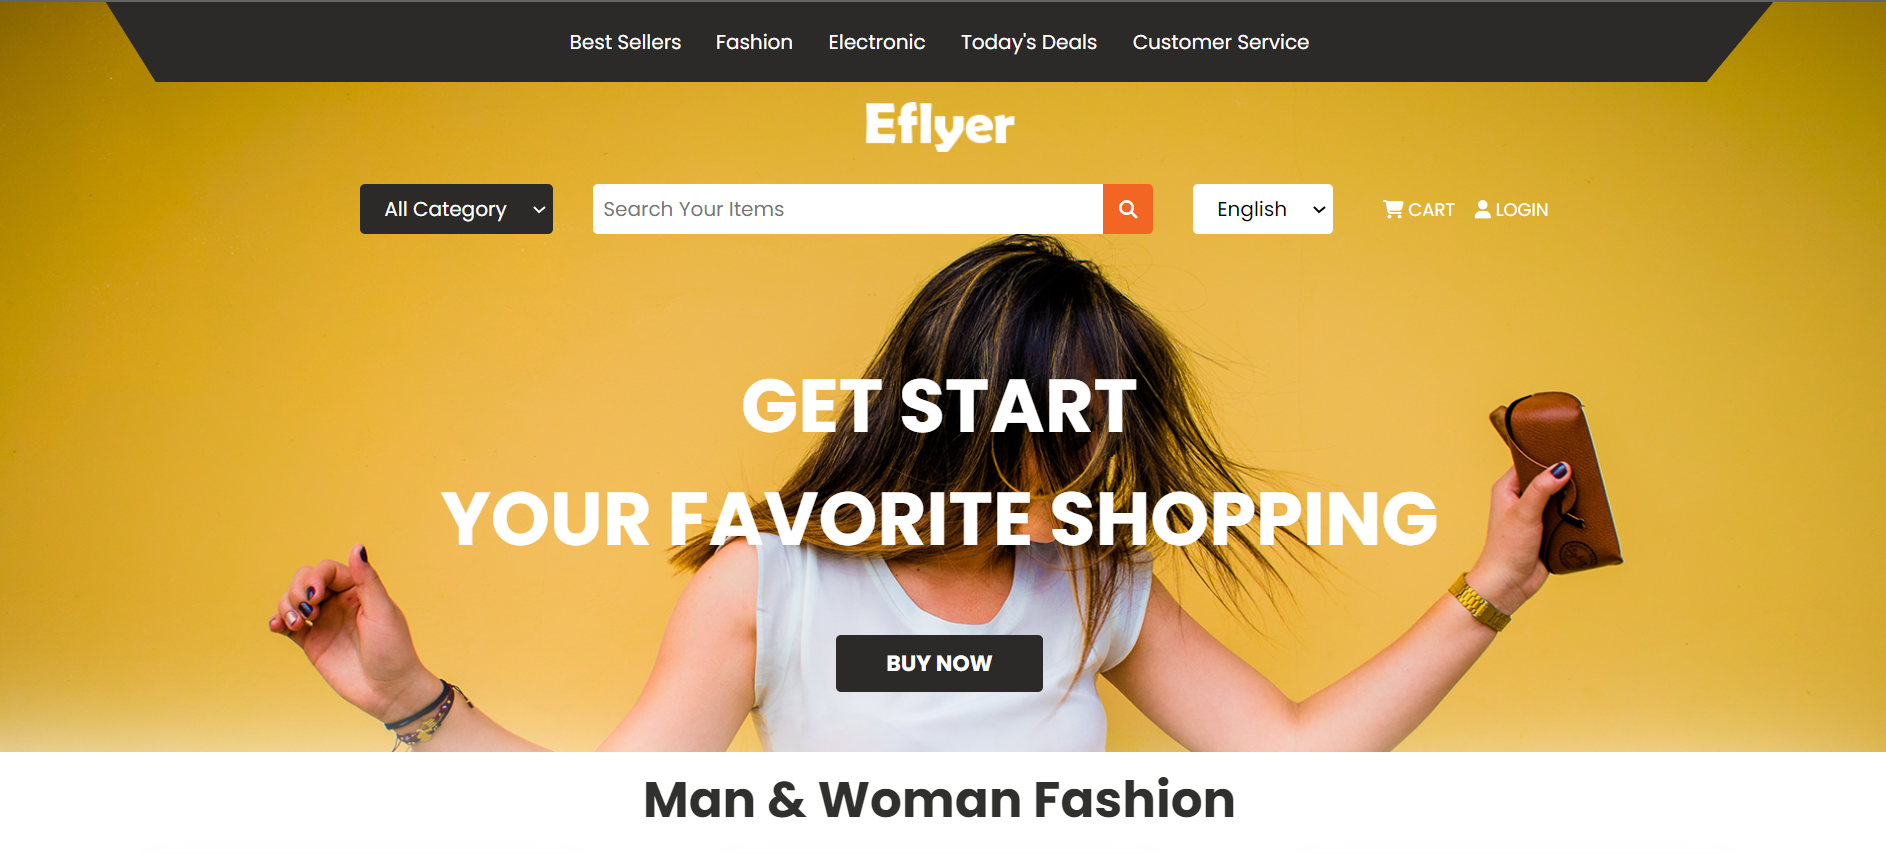 Best Sellers Fashion Electronic Today's Deals Customer Service
Eflyer
All Category Search Your Items English CART LOGIN
GET START
YOUR FAVORITE SHOPPING
BUY NOW
Man & Woman Fashion